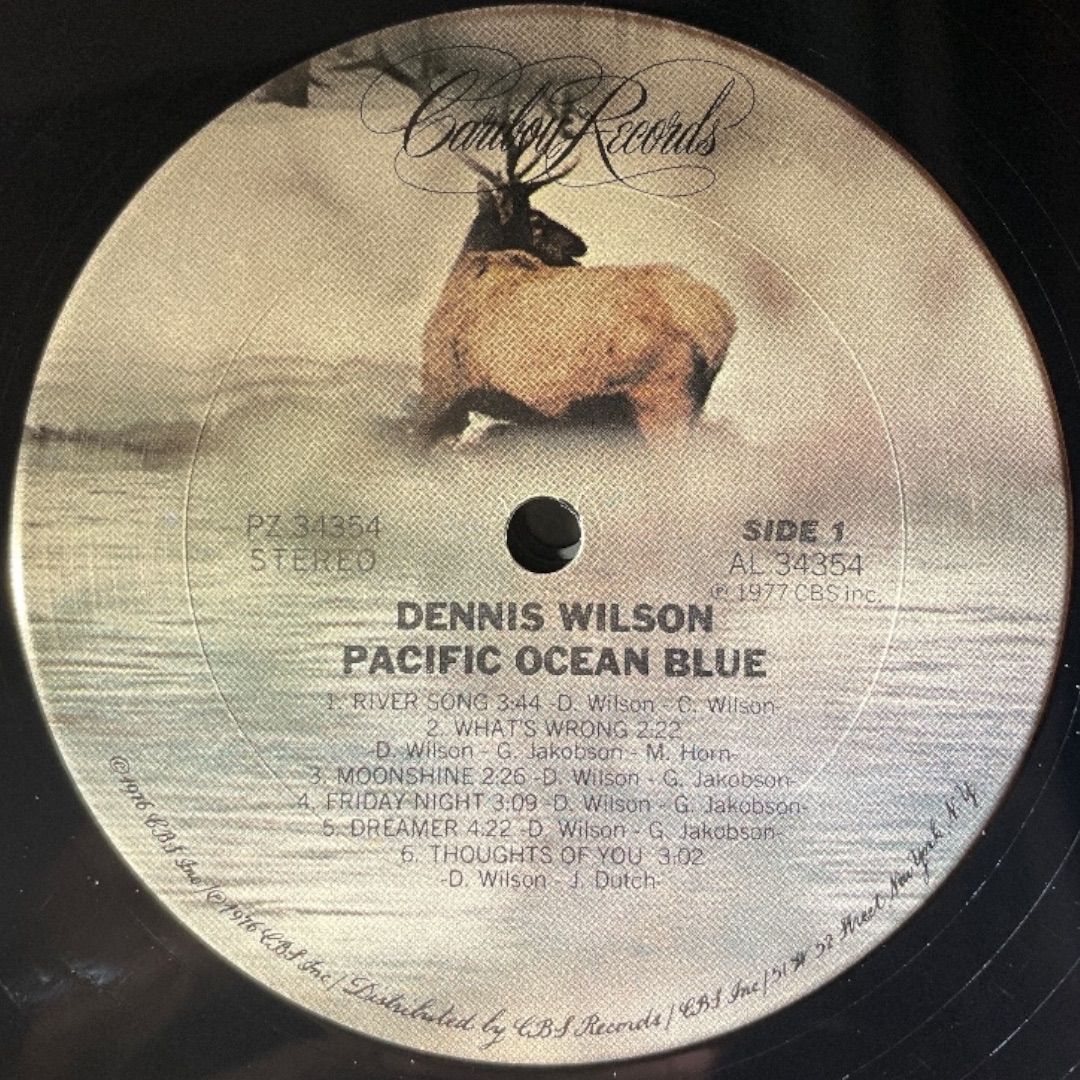 Caribou Records
PZ 34354
STEREO
SIDE 1
AL 34354
℗ 1977 CBS inc.
DENNIS WILSON
PACIFIC OCEAN BLUE
1. RIVER SONG 3:44 -D. Wilson - C. Wilson-
2. WHAT'S WRONG 2:22
-D. Wilson - G. Jakobson - M. Horn-
3. MOONSHINE 2:26 -D. Wilson - G. Jakobson-
4. FRIDAY NIGHT 3:09 -D. Wilson - G. Jakobson-
5. DREAMER 4:22 -D. Wilson - G. Jakobson-
6. THOUGHTS OF YOU 3:02
-D. Wilson - J. Dutch-
©1976 CBS Inc/℗1976 CBS Inc/Distributed by CBS Records/CBS Inc/51 W 52 Street, New York, N.Y.